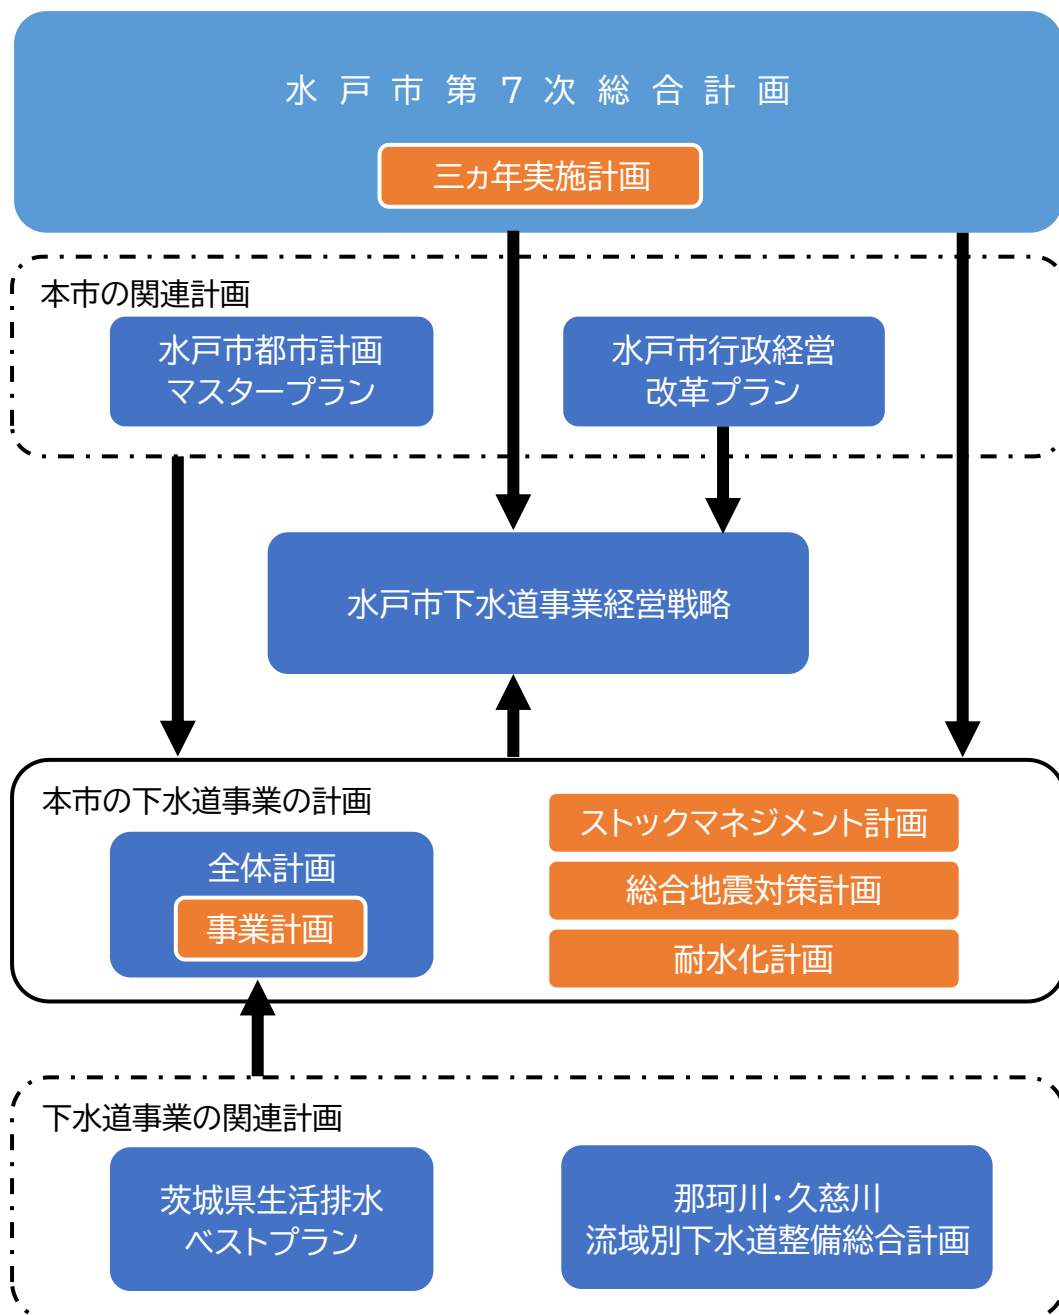 水戸市第7次総合計画
三ヵ年実施計画
本市の関連計画
水戸市都市計画
マスタープラン
水戸市行政経営
改革プラン
水戸市下水道事業経営戦略
本市の下水道事業の計画
全体計画
事業計画
ストックマネジメント計画
総合地震対策計画
耐水化計画
下水道事業の関連計画
茨城県生活排水
ベストプラン
那珂川・久慈川
流域別下水道整備総合計画